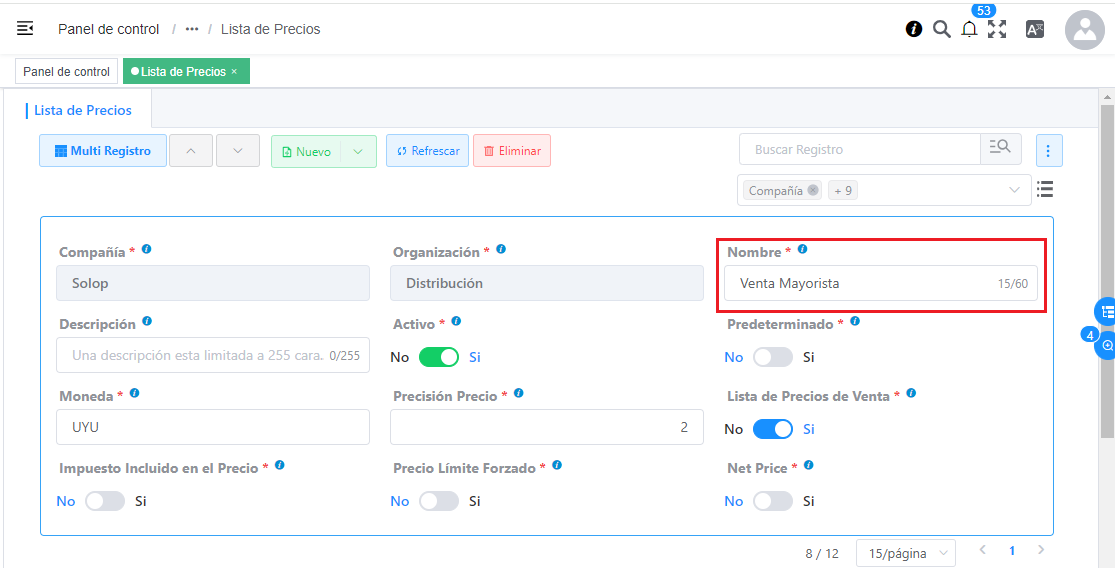 53
Panel de control / ··· / Lista de Precios
Panel de control
Lista de Precios ×
Lista de Precios
Multi Registro
Nuevo
Refrescar
Eliminar
Buscar Registro
Compañía
+ 9
Compañía *
Organización *
Nombre *
Solop
Distribución
Venta Mayorista 15/60
Descripción
Activo *
Predeterminado *
Una descripción esta limitada a 255 cara. 0/255
No Si
No Si
Moneda *
Precisión Precio *
Lista de Precios de Venta *
UYU
2
No Si
Impuesto Incluido en el Precio *
Precio Límite Forzado *
Net Price *
No Si
No Si
No Si
4
8 / 12
15/página
1